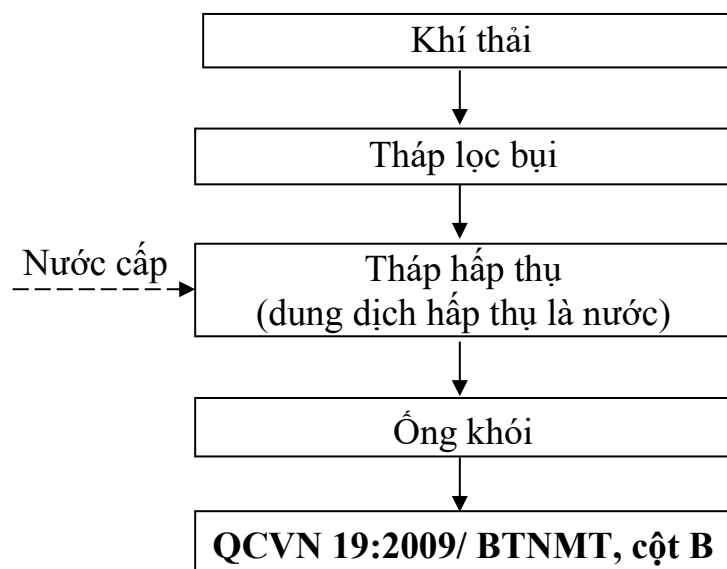 Khí thải
Tháp lọc bụi
Nước cấp
Tháp hấp thụ
(dung dịch hấp thụ là nước)
Ống khói
QCVN 19:2009/ BTNMT, cột B